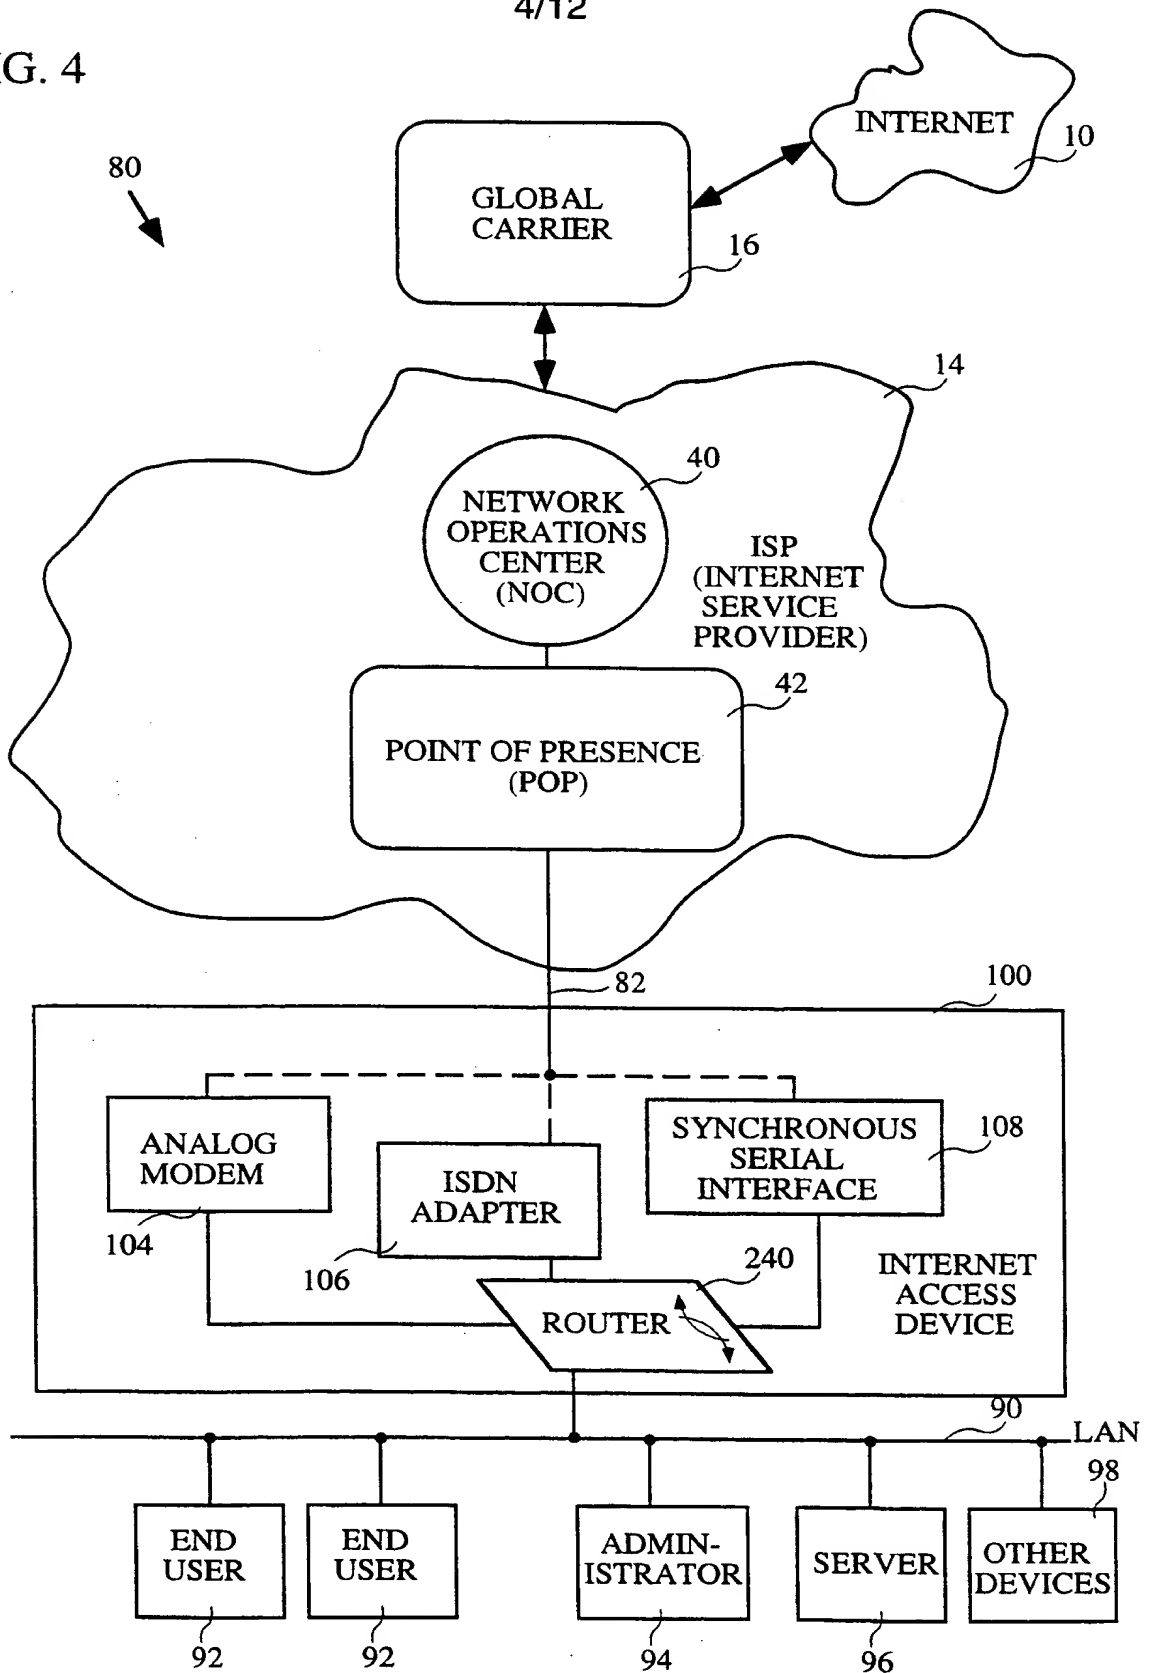 4/12
G. 4
INTERNET
10
80
GLOBAL
CARRIER
16
14
40
NETWORK
OPERATIONS
CENTER
(NOC)
ISP
(INTERNET
SERVICE
PROVIDER)
42
POINT OF PRESENCE
(POP)
82
100
ANALOG
MODEM
104
ISDN
ADAPTER
106
SYNCHRONOUS
SERIAL
INTERFACE
108
240
ROUTER
INTERNET
ACCESS
DEVICE
90
LAN
98
END
USER
92
END
USER
92
ADMIN-
ISTRATOR
94
SERVER
96
OTHER
DEVICES